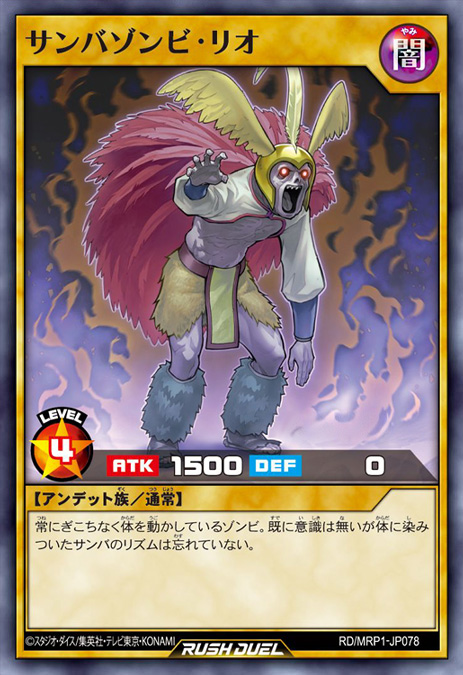 サンバゾンビ・リオ
やみ
闇
LEVEL
4
ATK 1500 DEF 0
【アンデット族／通常】
常にぎこちなく体を動かしているゾンビ。既に意識は無いが体に染み
ついたサンバのリズムは忘れていない。
©スタジオ・ダイス/集英社・テレビ東京・KONAMI
RUSH DUEL
RD/MRP1-JP078